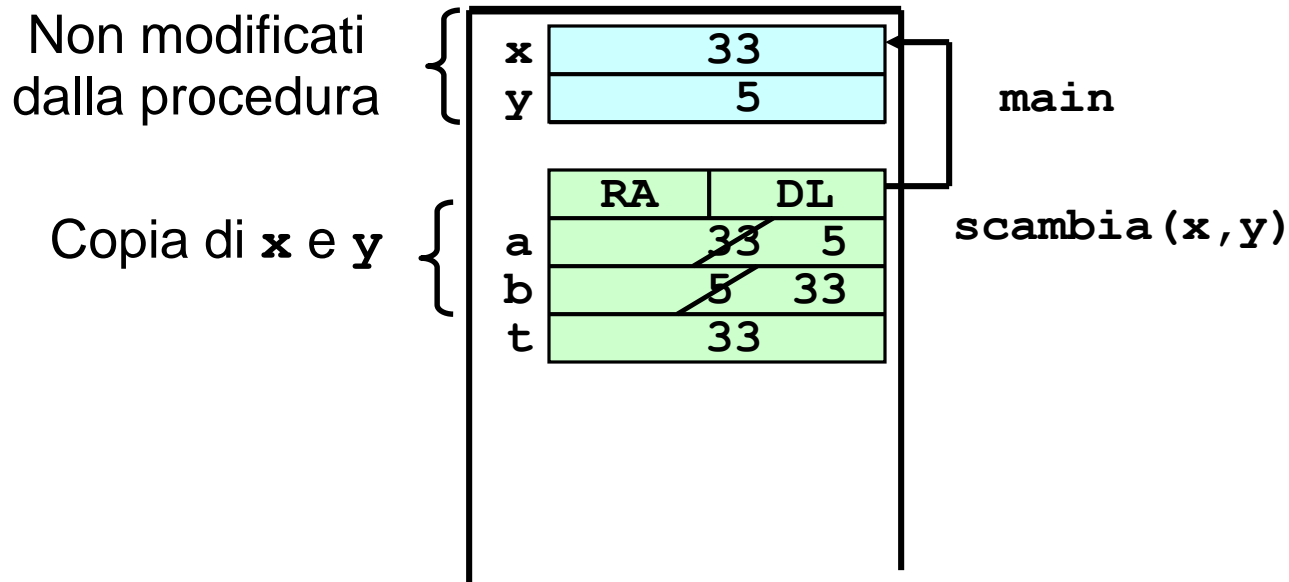 Non modificati
dalla procedura
x 33
y 5
main
RA DL
scambia(x,y)
Copia di x e y
a 33 5
b 5 33
t 33